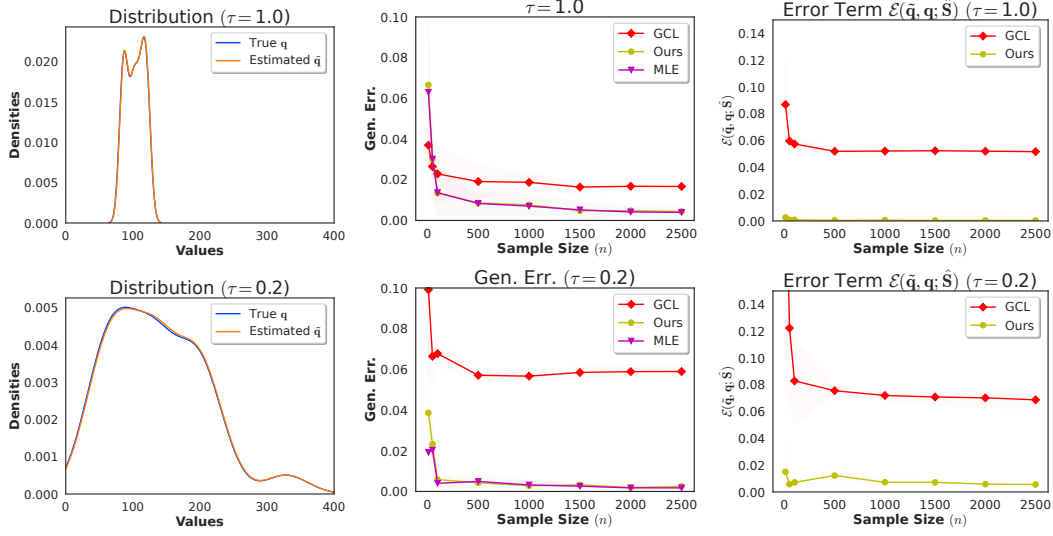 Distribution (τ = 1.0)
Densities
0.020
0.015
0.010
0.005
0.000
True q
Estimated q̃
0
100
200
300
400
Values
τ = 1.0
Gen. Err.
0.10
0.08
0.06
0.04
0.02
0.00
GCL
Ours
MLE
0
500
1000
1500
2000
2500
Sample Size (n)
Error Term ℰ(q̃, q; Ŝ) (τ = 1.0)
ℰ(q̃, q; Ŝ)
0.14
0.12
0.10
0.08
0.06
0.04
0.02
0.00
GCL
Ours
0
500
1000
1500
2000
2500
Sample Size (n)
Distribution (τ = 0.2)
Densities
0.005
0.004
0.003
0.002
0.001
0.000
True q
Estimated q̃
0
100
200
300
400
Values
Gen. Err. (τ = 0.2)
Gen. Err.
0.10
0.08
0.06
0.04
0.02
0.00
GCL
Ours
MLE
0
500
1000
1500
2000
2500
Sample Size (n)
Error Term ℰ(q̃, q; Ŝ) (τ = 0.2)
ℰ(q̃, q; Ŝ)
0.14
0.12
0.10
0.08
0.06
0.04
0.02
0.00
GCL
Ours
0
500
1000
1500
2000
2500
Sample Size (n)